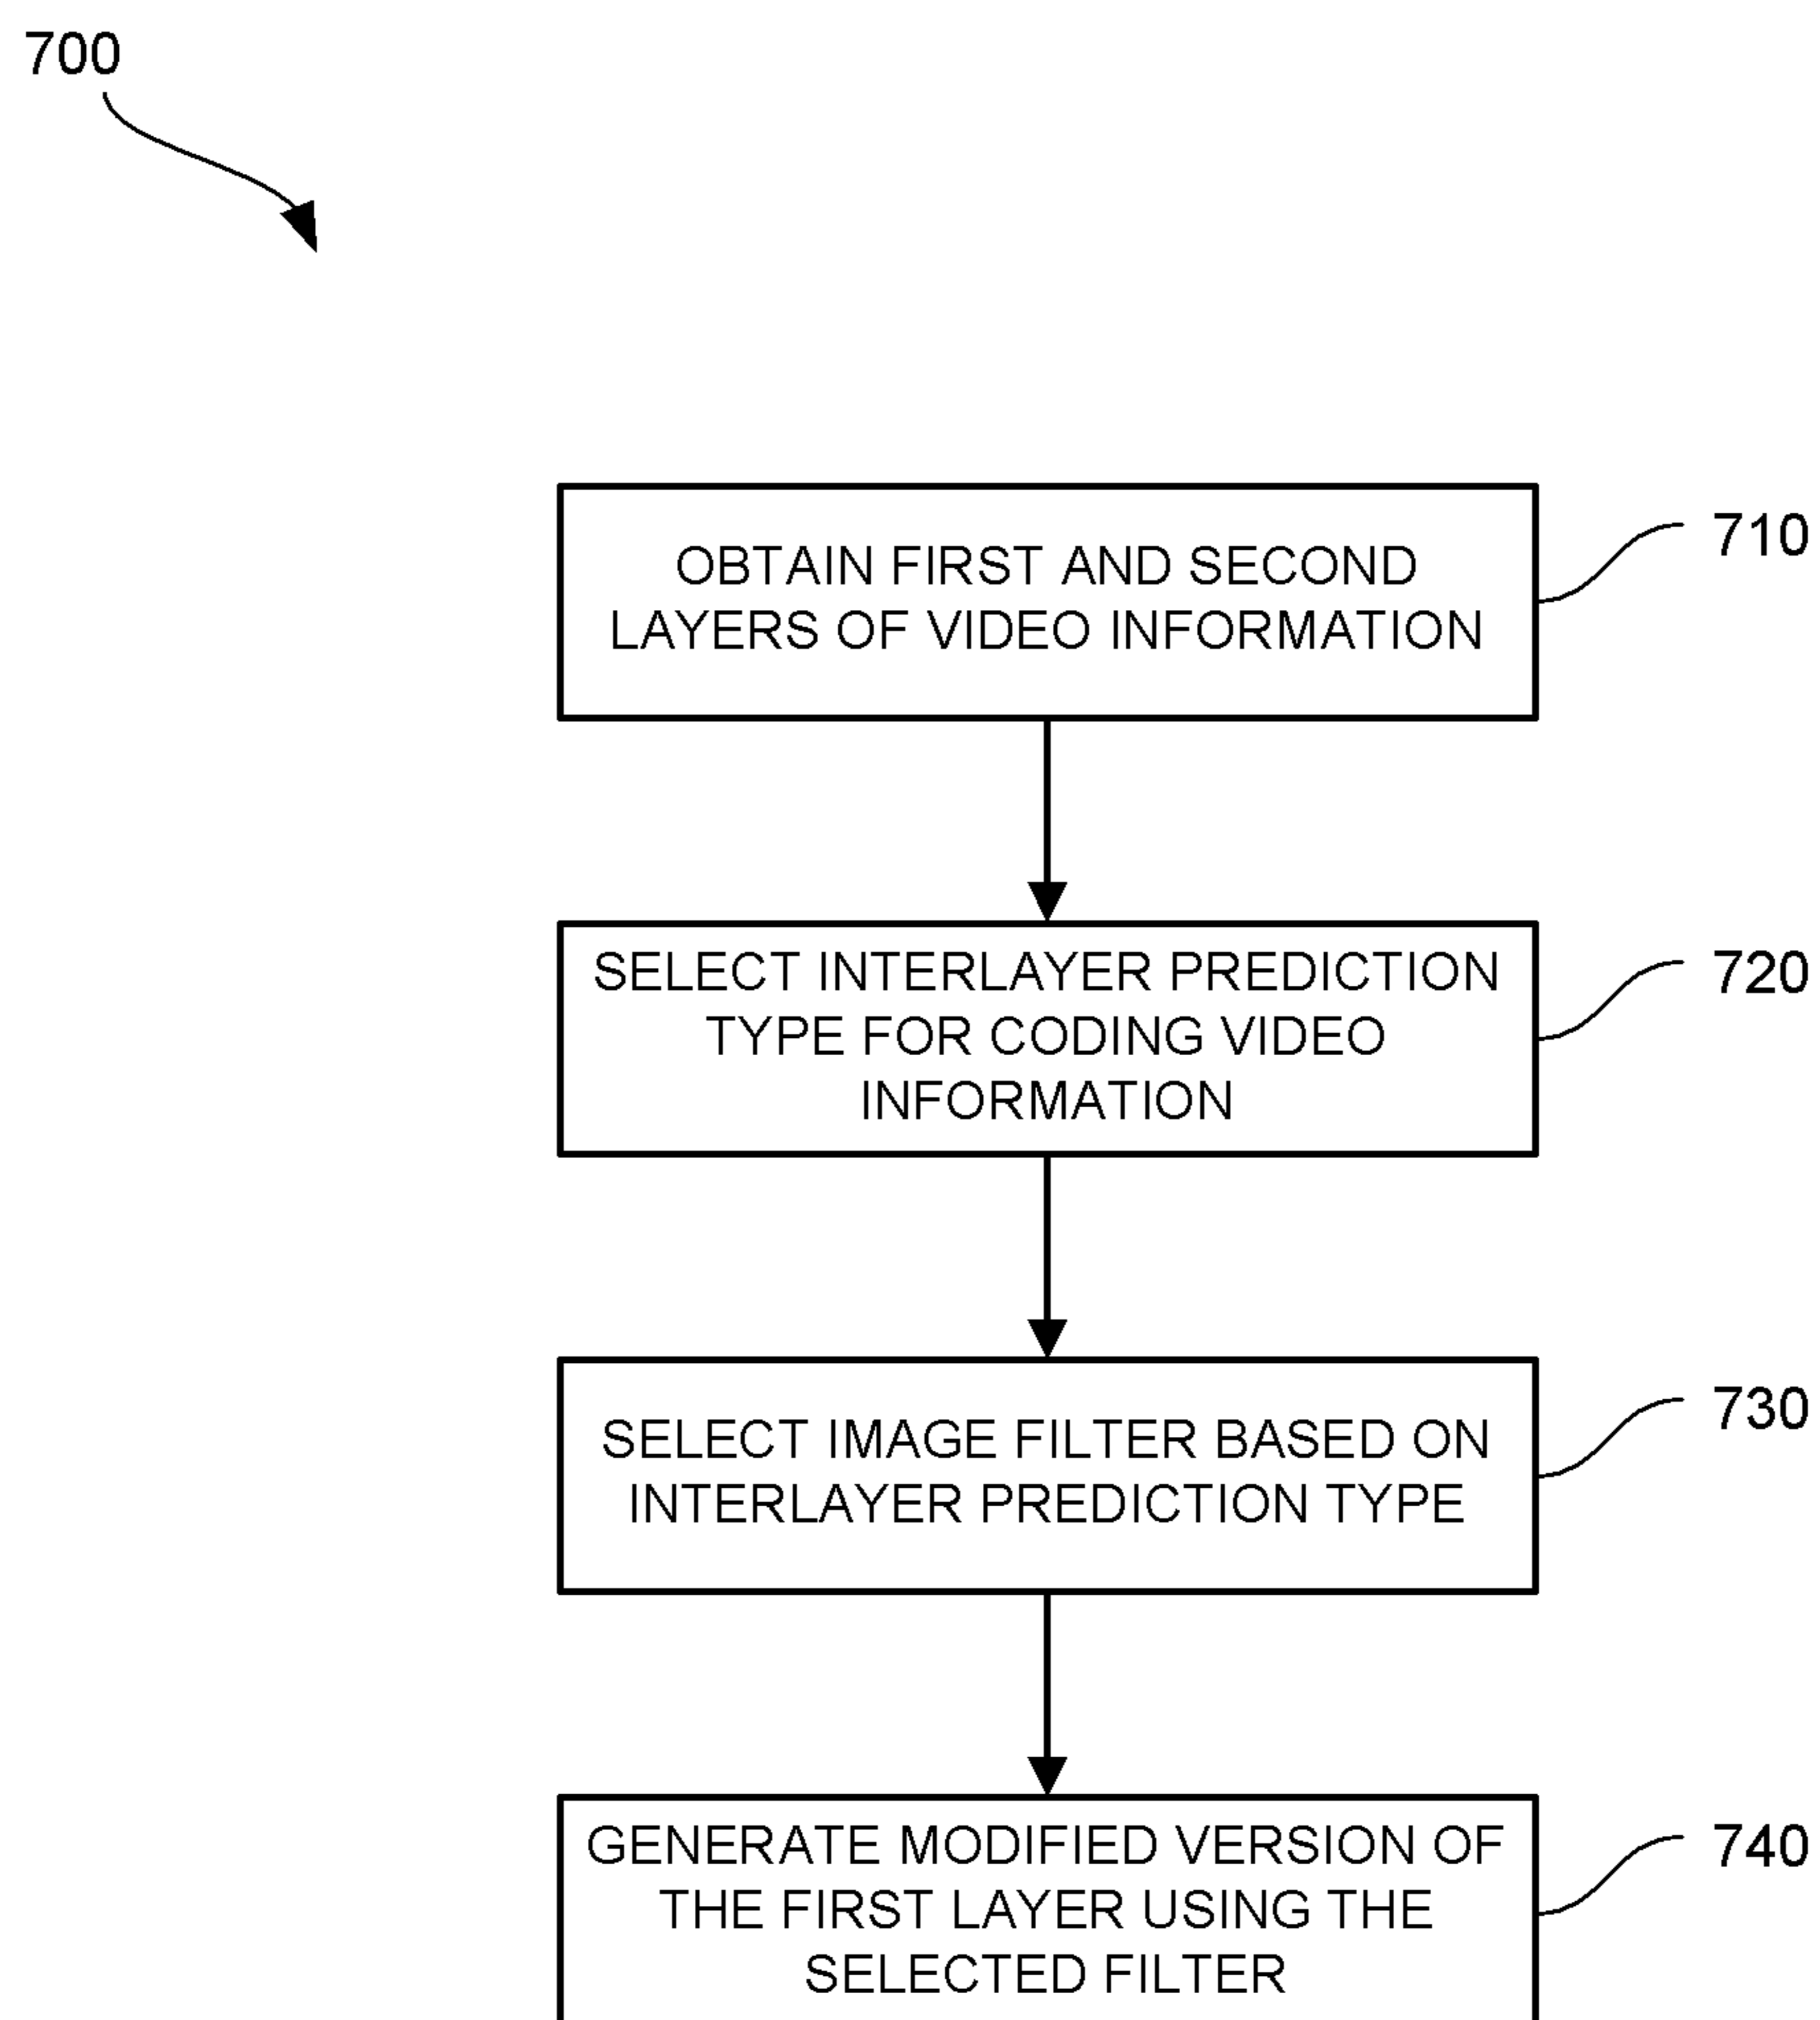 700
OBTAIN FIRST AND SECOND
LAYERS OF VIDEO INFORMATION
710
SELECT INTERLAYER PREDICTION
TYPE FOR CODING VIDEO
INFORMATION
720
SELECT IMAGE FILTER BASED ON
INTERLAYER PREDICTION TYPE
730
GENERATE MODIFIED VERSION OF
THE FIRST LAYER USING THE
SELECTED FILTER
740